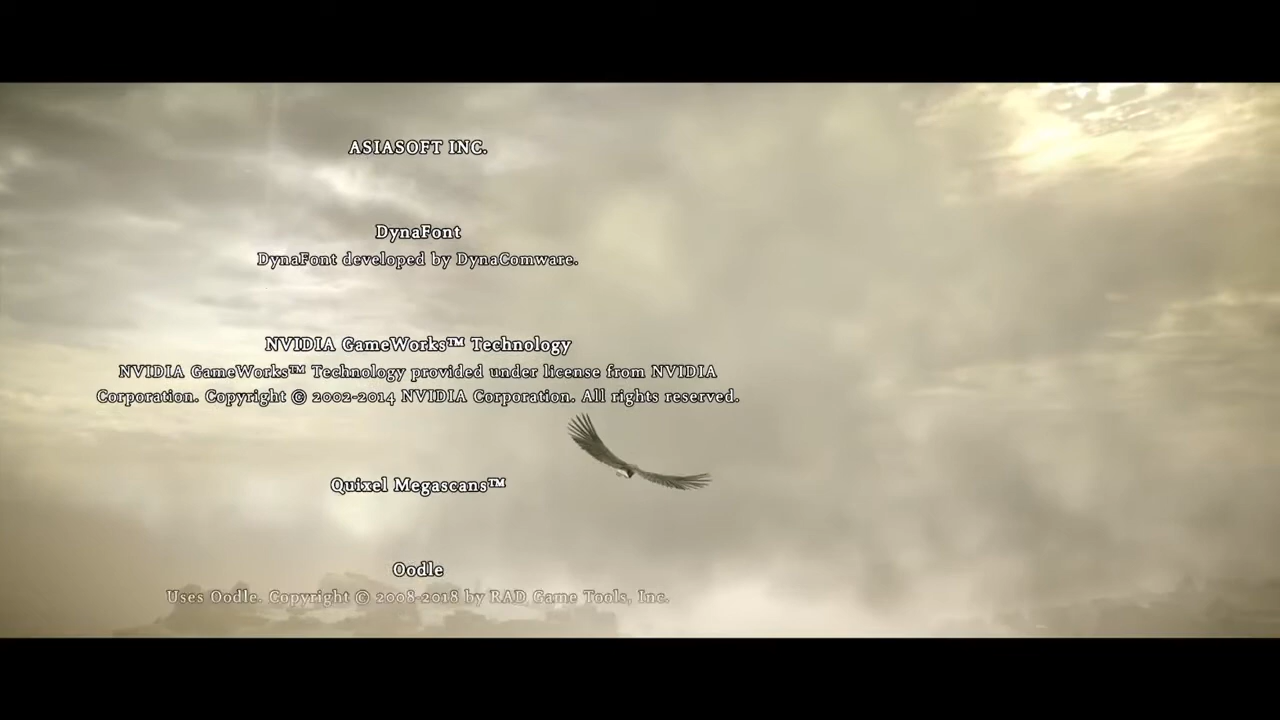 ASIASOFT INC.
DynaFont
DynaFont developed by DynaComware.
NVIDIA GameWorks™ Technology
NVIDIA GameWorks™ Technology provided under license from NVIDIA
Corporation. Copyright © 2002-2014 NVIDIA Corporation. All rights reserved.
Quixel Megascans™
Oodle
Uses Oodle. Copyright © 2008-2018 by RAD Game Tools, Inc.